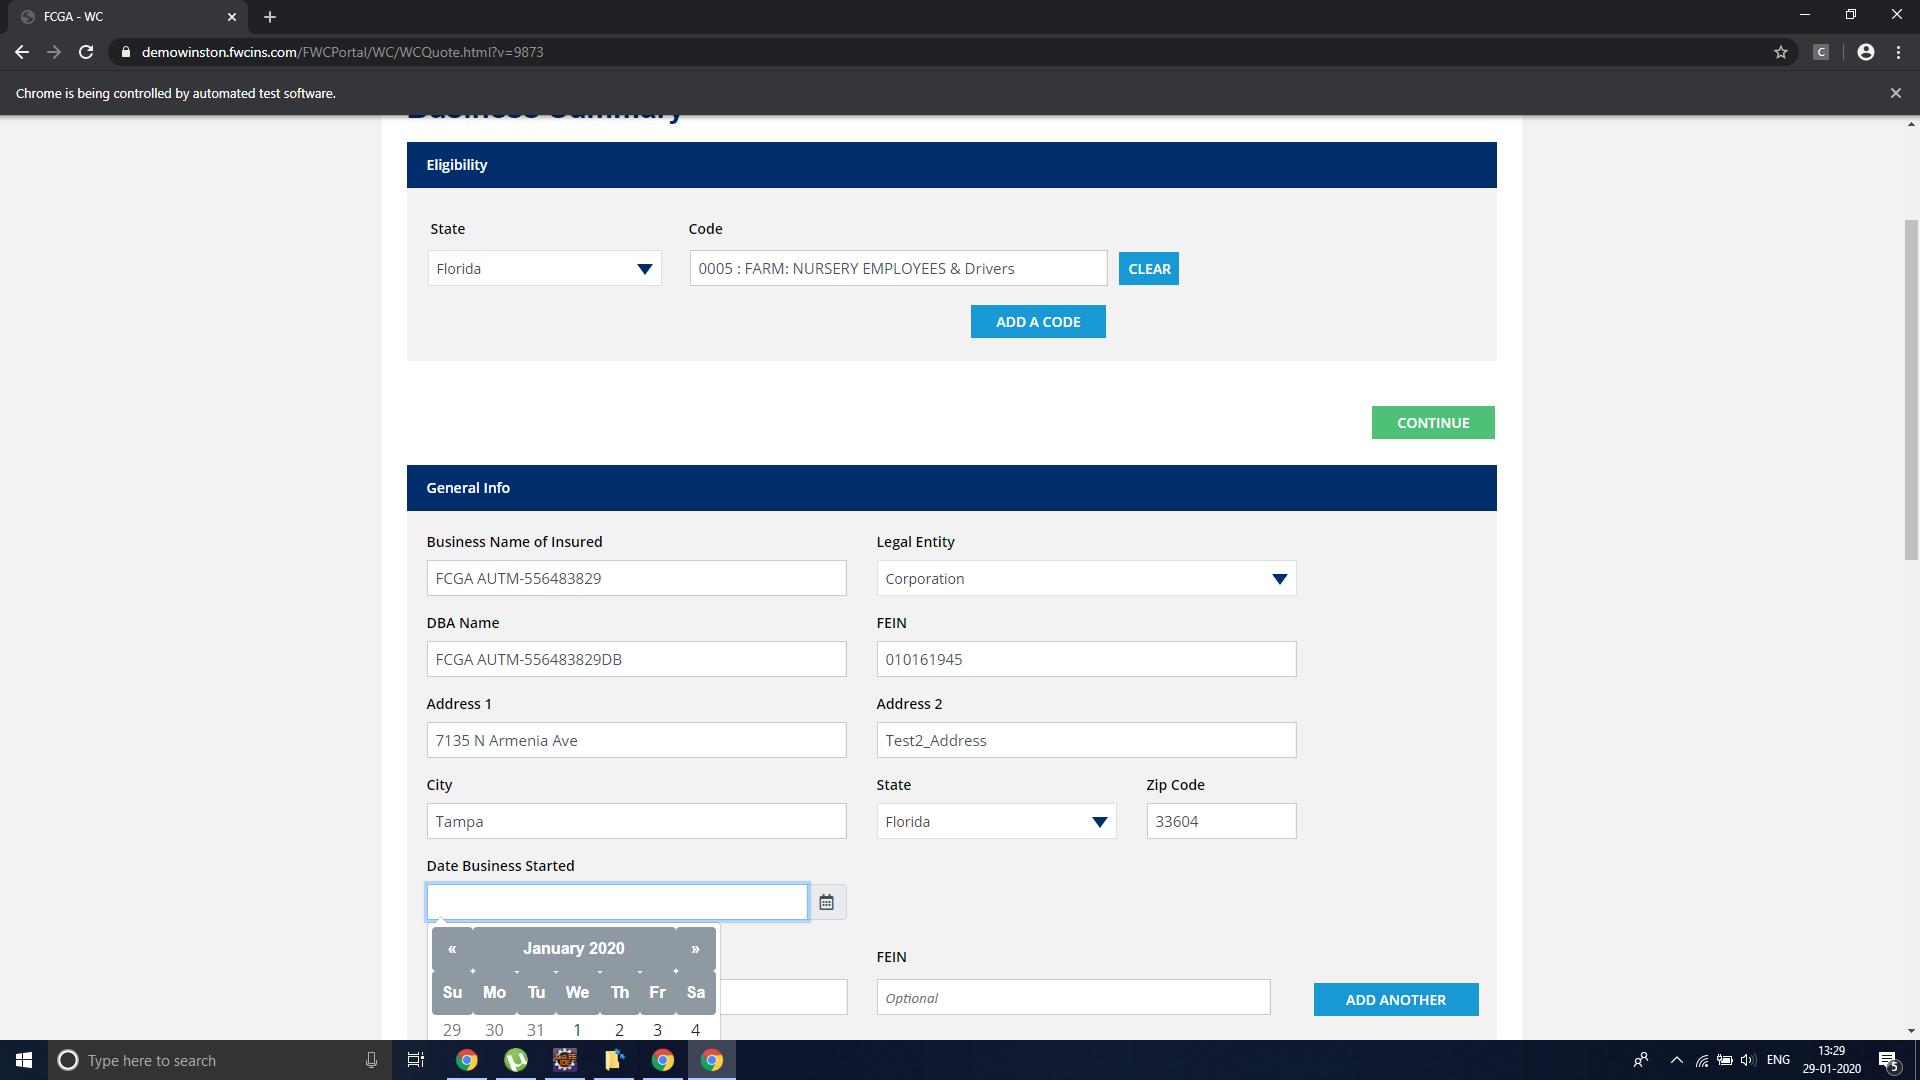 FCGA - WC
demowinston.fwcins.com/FWCPortal/WC/WCQuote.html?v=9873
C
Chrome is being controlled by automated test software.
Business Summary
Eligibility
State
Code
Florida
0005 : FARM: NURSERY EMPLOYEES & Drivers
CLEAR
ADD A CODE
CONTINUE
General Info
Business Name of Insured
Legal Entity
FCGA AUTM-556483829
Corporation
DBA Name
FEIN
FCGA AUTM-556483829DB
010161945
Address 1
Address 2
7135 N Armenia Ave
Test2_Address
City
State
Zip Code
Tampa
Florida
33604
Date Business Started
« January 2020 »
FEIN
Su Mo Tu We Th Fr Sa
Optional
ADD ANOTHER
29 30 31 1 2 3 4
Type here to search
ENG
13:29
29-01-2020
5